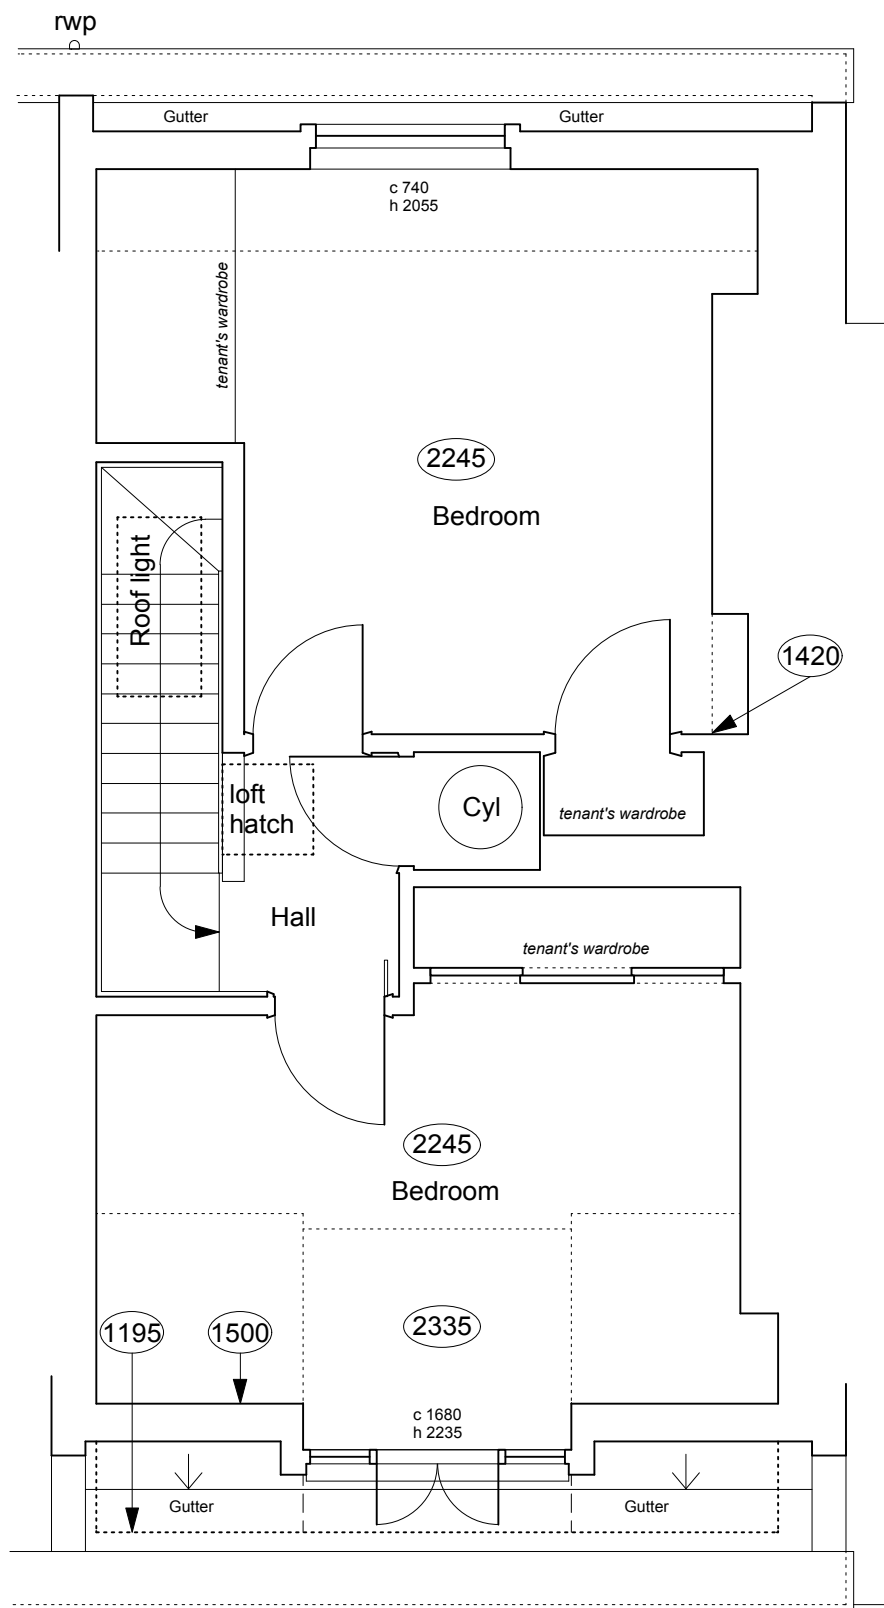 rwp
Gutter
Gutter
c 740
h 2055
tenant's wardrobe
2245
Bedroom
Roof light
1420
loft
hatch
Cyl
tenant's wardrobe
Hall
tenant's wardrobe
2245
Bedroom
1195
1500
2335
c 1680
h 2235
Gutter
Gutter